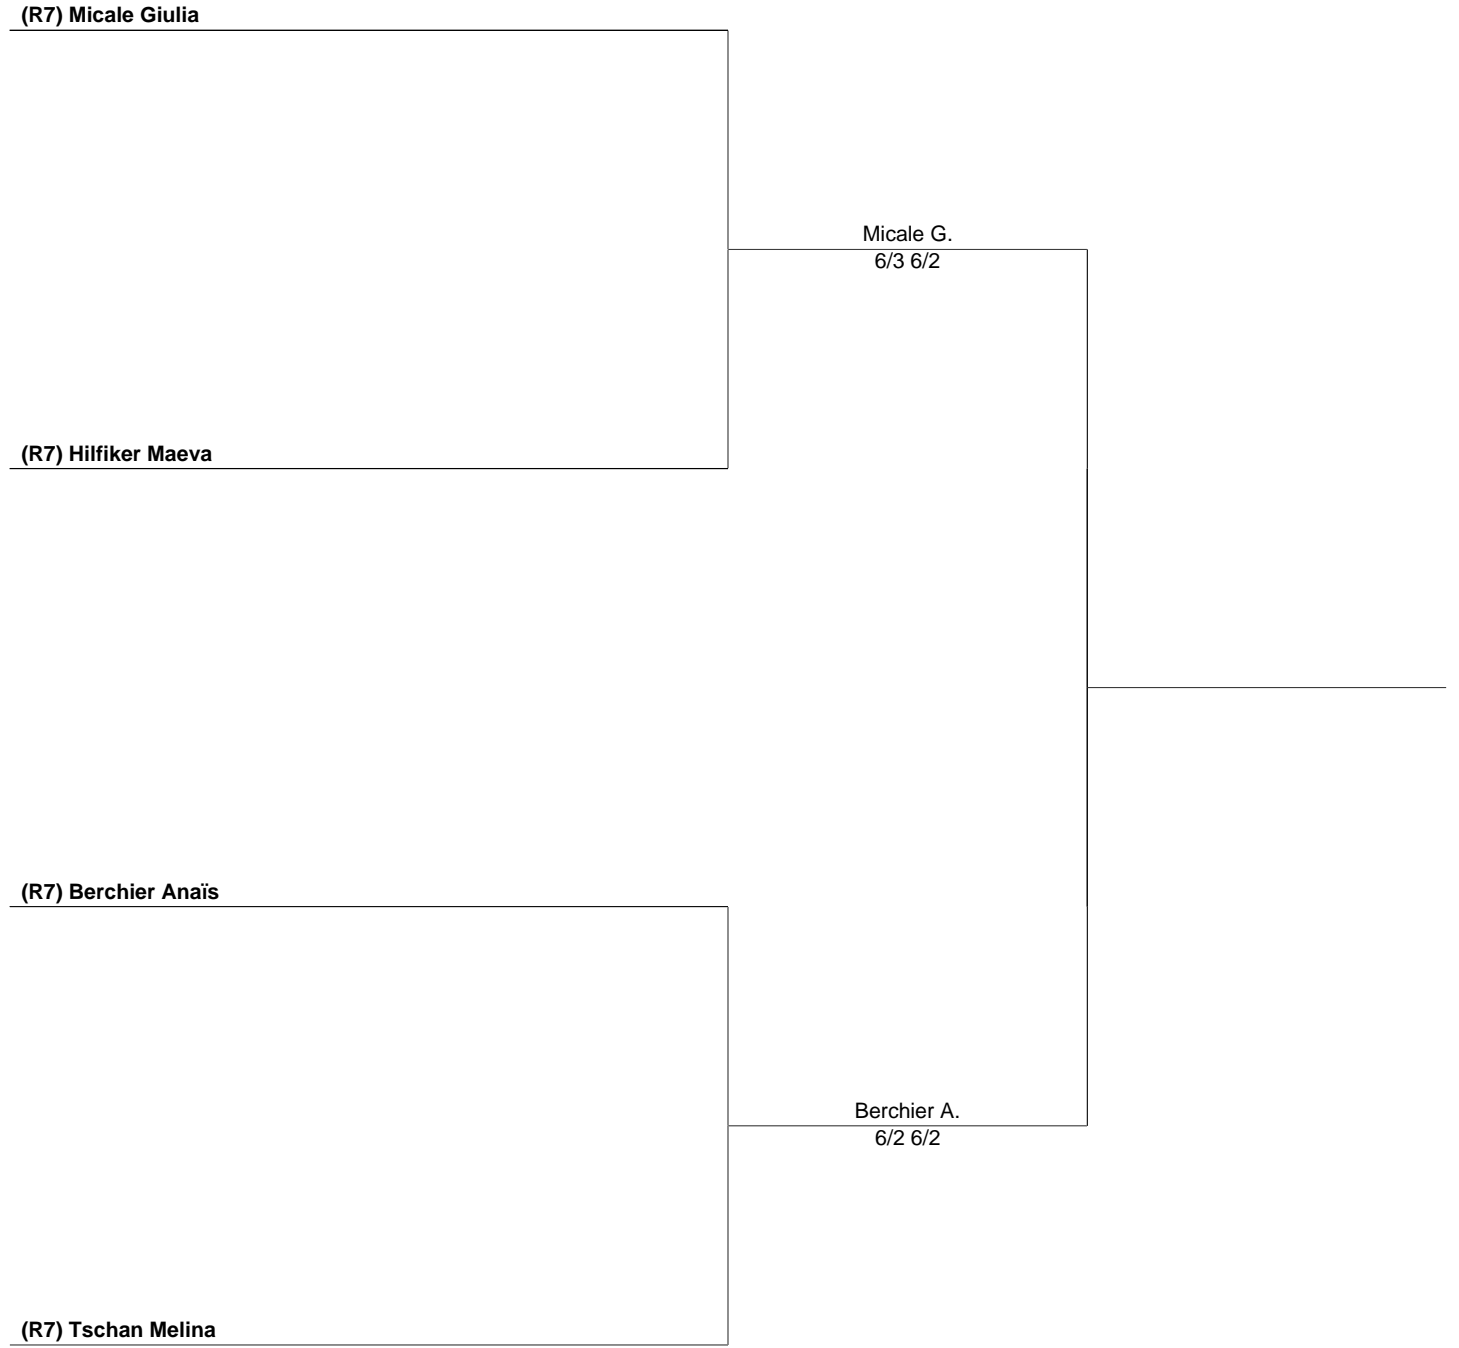 (R7) Micale Giulia
Micale G.
6/3 6/2
(R7) Hilfiker Maeva
(R7) Berchier Anaïs
Berchier A.
6/2 6/2
(R7) Tschan Melina